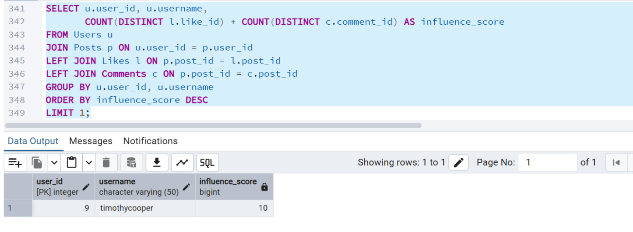 341 SELECT u.user_id, u.username,
342 COUNT(DISTINCT l.like_id) + COUNT(DISTINCT c.comment_id) AS influence_score
343 FROM Users u
344 JOIN Posts p ON u.user_id = p.user_id
345 LEFT JOIN Likes l ON p.post_id = l.post_id
346 LEFT JOIN Comments c ON p.post_id = c.post_id
347 GROUP BY u.user_id, u.username
348 ORDER BY influence_score DESC
349 LIMIT 1;
Data Output Messages Notifications
SQL Showing rows: 1 to 1 Page No: 1 of 1
user_id username influence_score
[PK] integer character varying (50) bigint
1 9 timothycooper 10